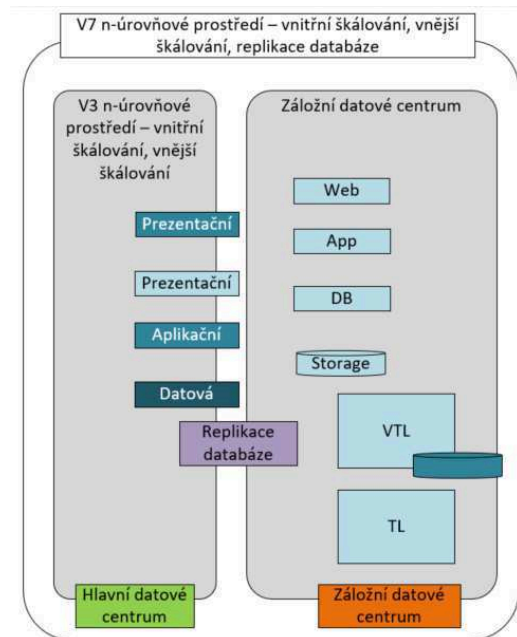 V7 n-úrovňové prostředí – vnitřní škálování, vnější
škálování, replikace databáze
V3 n-úrovňové
prostředí – vnitřní
škálování, vnější
škálování
Prezentační
Prezentační
Aplikační
Datová
Replikace
databáze
Hlavní datové
centrum
Záložní datové centrum
Web
App
DB
Storage
VTL
TL
Záložní datové
centrum